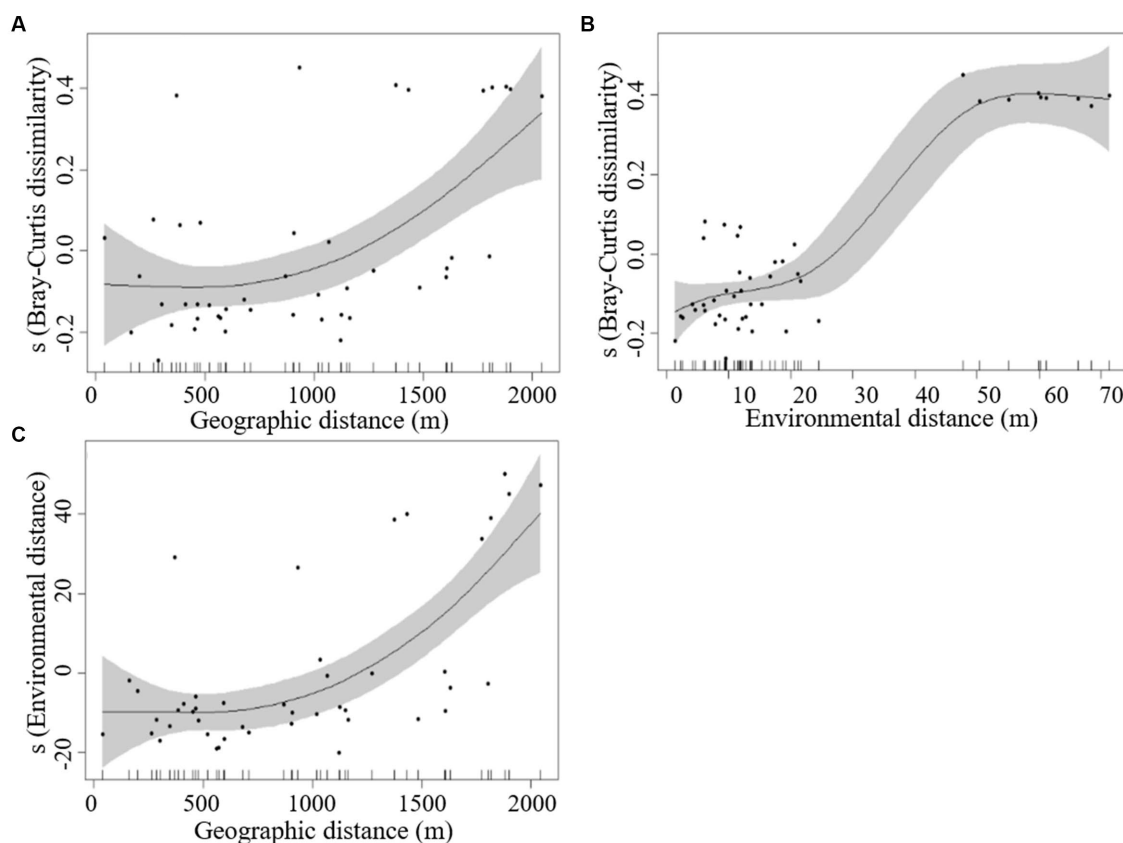 A
s (Bray-Curtis dissimilarity)
0.4
0.2
0.0
-0.2
0 500 1000 1500 2000
Geographic distance (m)
B
s (Bray-Curtis dissimilarity)
0.4
0.2
0.0
-0.2
0 10 20 30 40 50 60 70
Environmental distance (m)
C
s (Environmental distance)
40
20
0
-20
0 500 1000 1500 2000
Geographic distance (m)